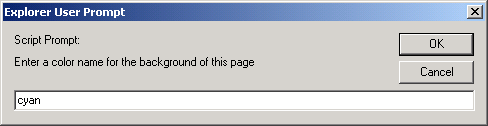 Explorer User Prompt
Script Prompt:
OK
Enter a color name for the background of this page
Cancel
cyan